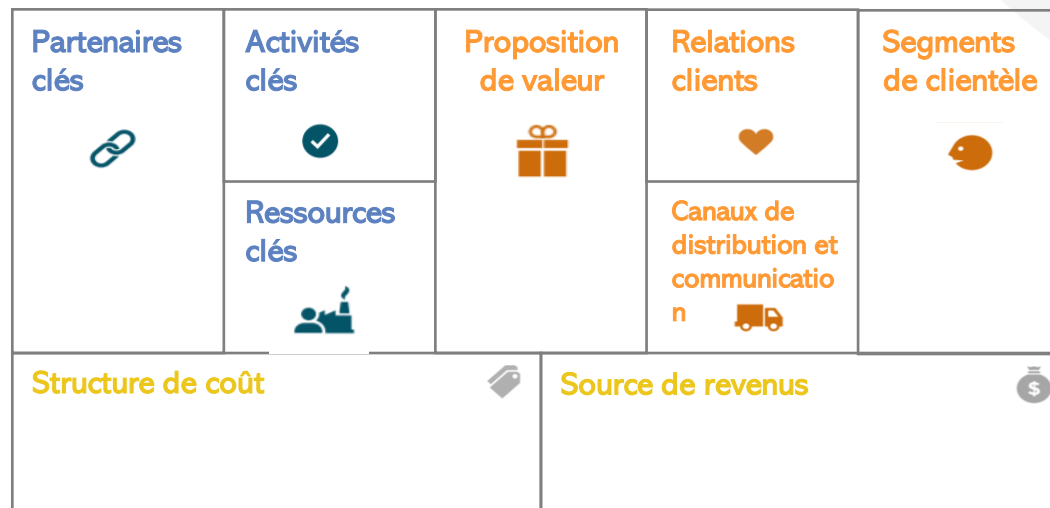 Partenaires
clés
Activités
clés
Ressources
clés
Proposition
de valeur
Relations
clients
Canaux de
distribution et
communicatio
n
Segments
de clientèle
Structure de coût
Source de revenus
$